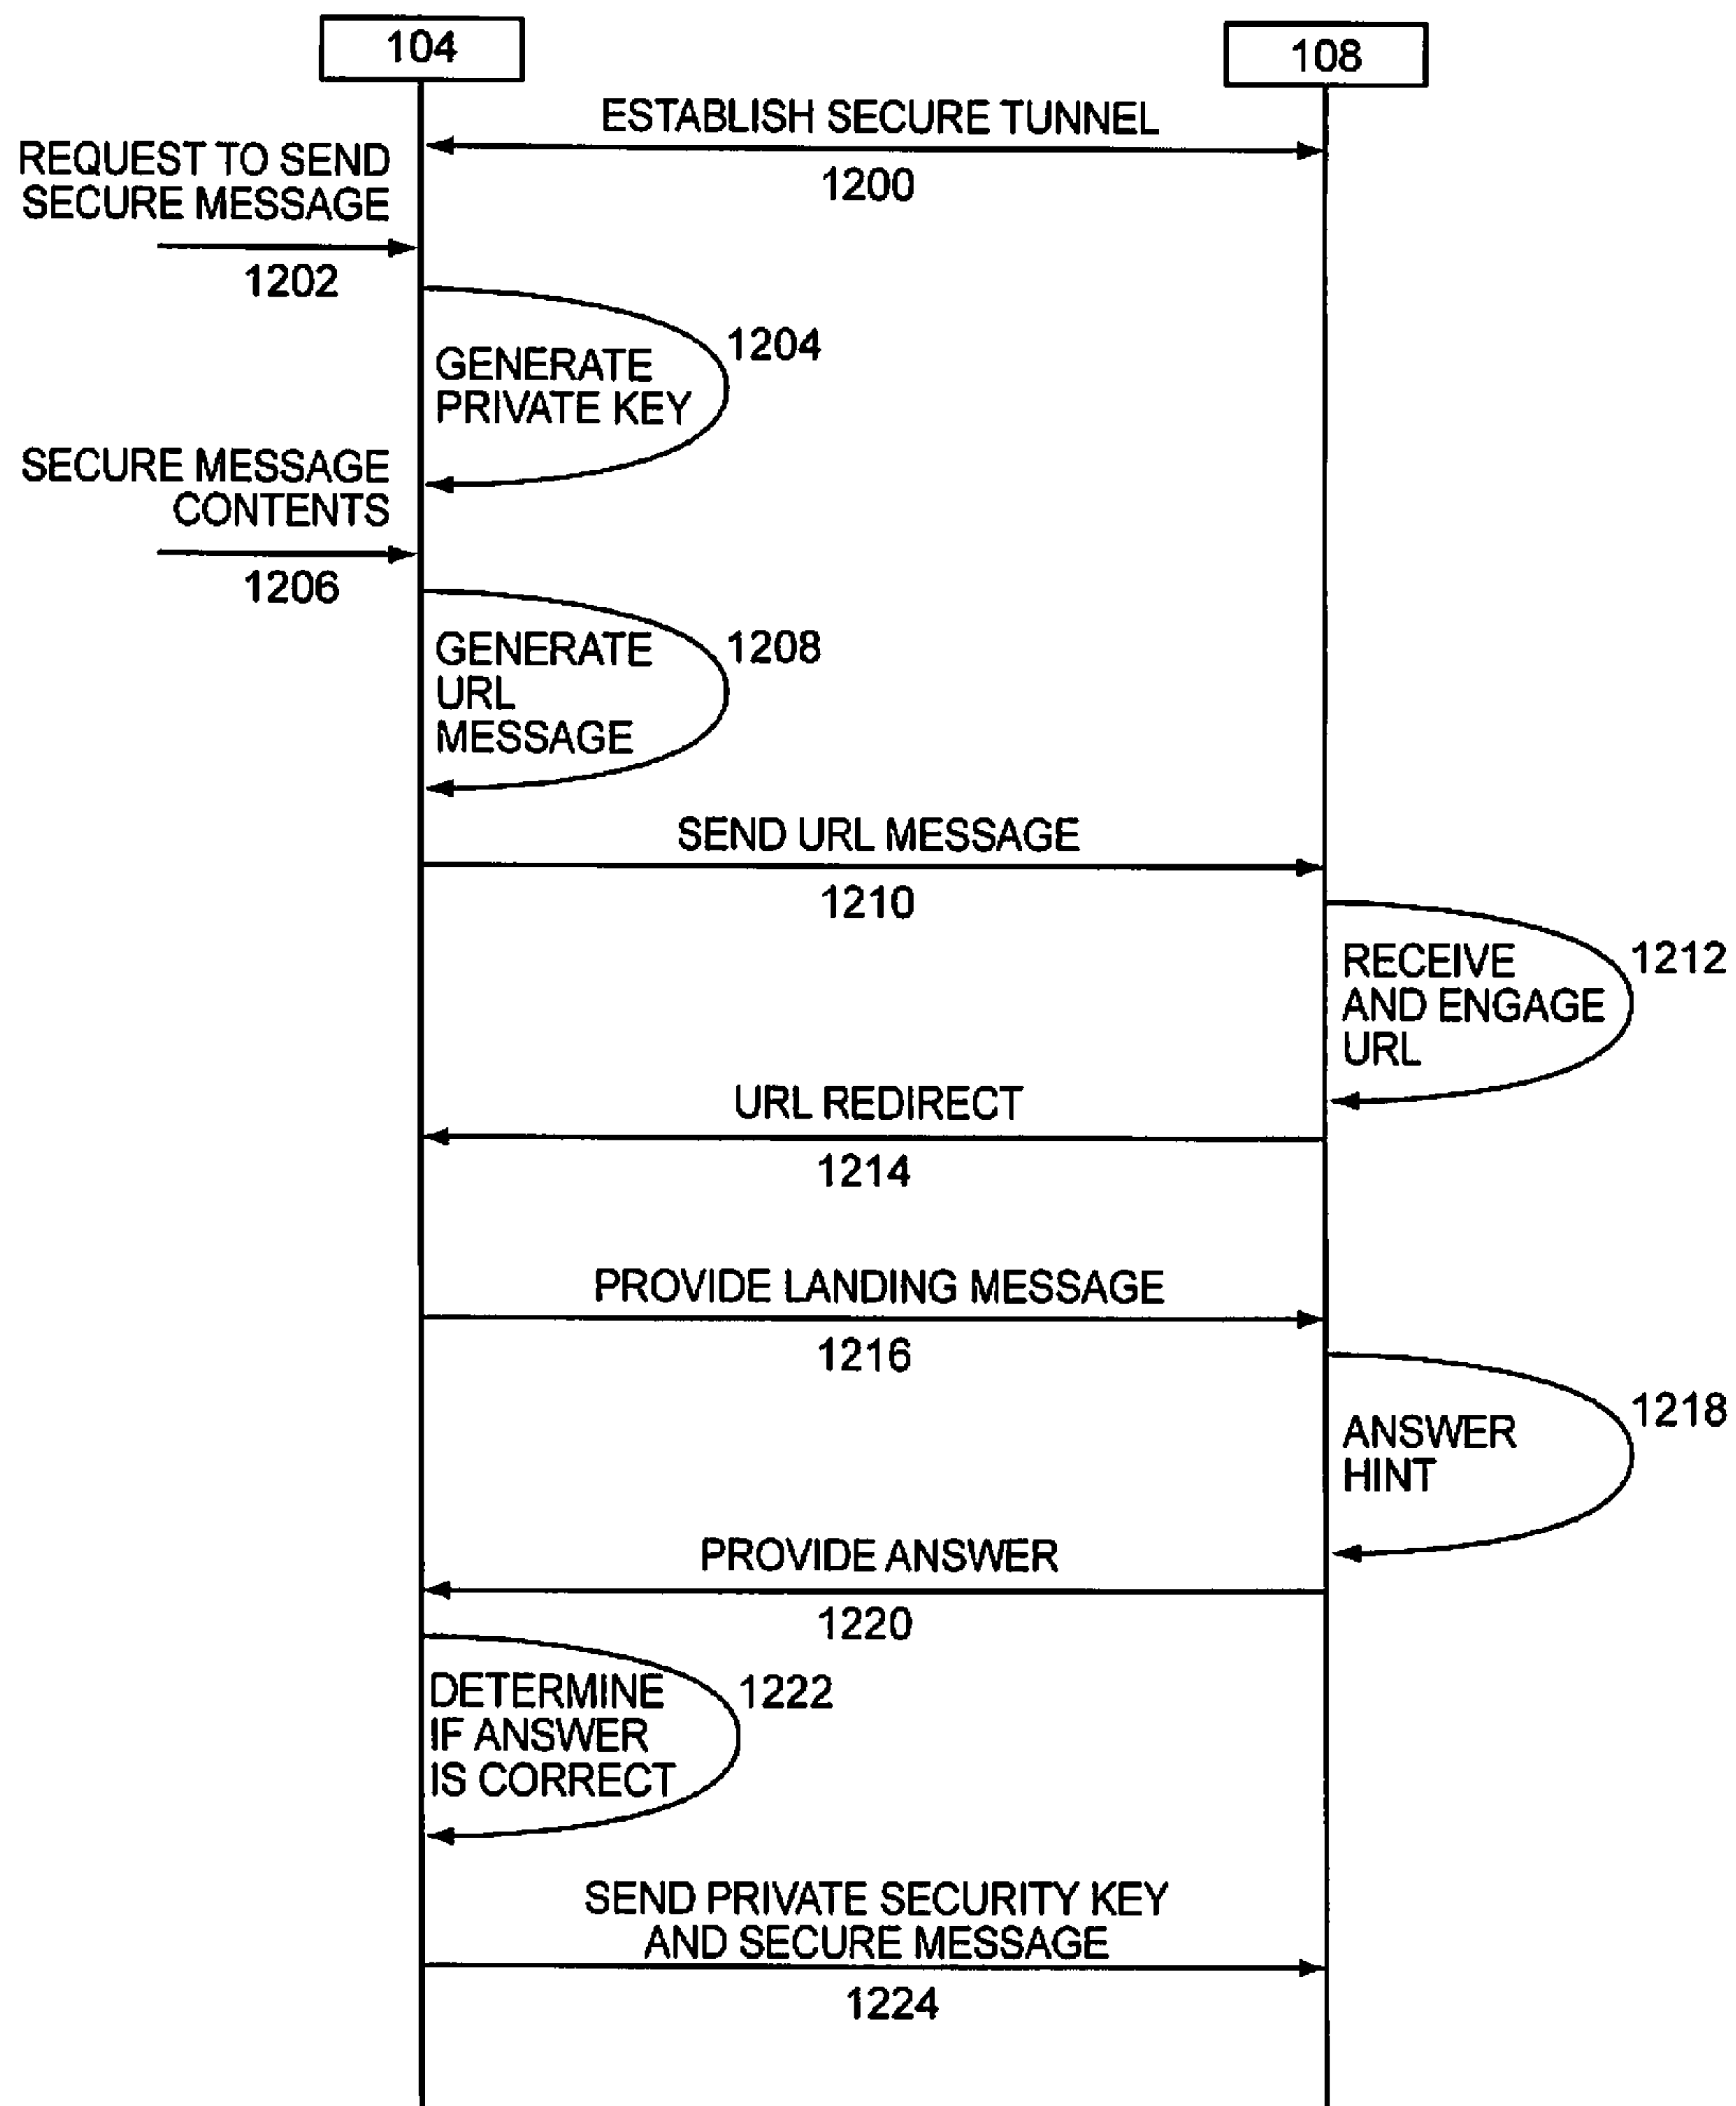 104
108
ESTABLISH SECURE TUNNEL
1200
REQUEST TO SEND
SECURE MESSAGE
1202
1204
GENERATE
PRIVATE KEY
SECURE MESSAGE
CONTENTS
1206
1208
GENERATE
URL
MESSAGE
SEND URL MESSAGE
1210
1212
RECEIVE
AND ENGAGE
URL
URL REDIRECT
1214
PROVIDE LANDING MESSAGE
1216
1218
ANSWER
HINT
PROVIDE ANSWER
1220
1222
DETERMINE
IF ANSWER
IS CORRECT
SEND PRIVATE SECURITY KEY
AND SECURE MESSAGE
1224